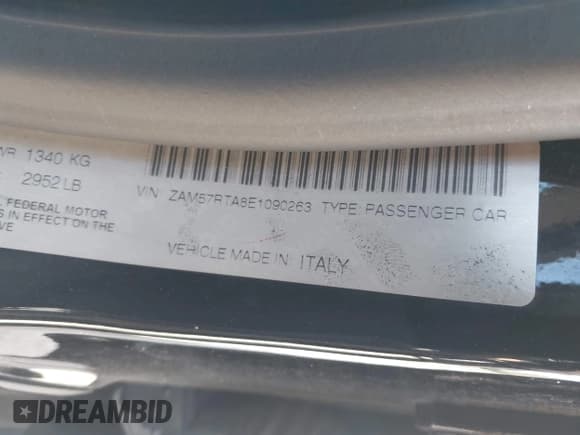 WR 1340 KG
2952 LB
VIN: ZAM57RTA8E1090263 TYPE: PASSENGER CAR
FEDERAL MOTOR
S IN EFFECT ON THE
VE
VEHICLE MADE IN ITALY
DREAMBID